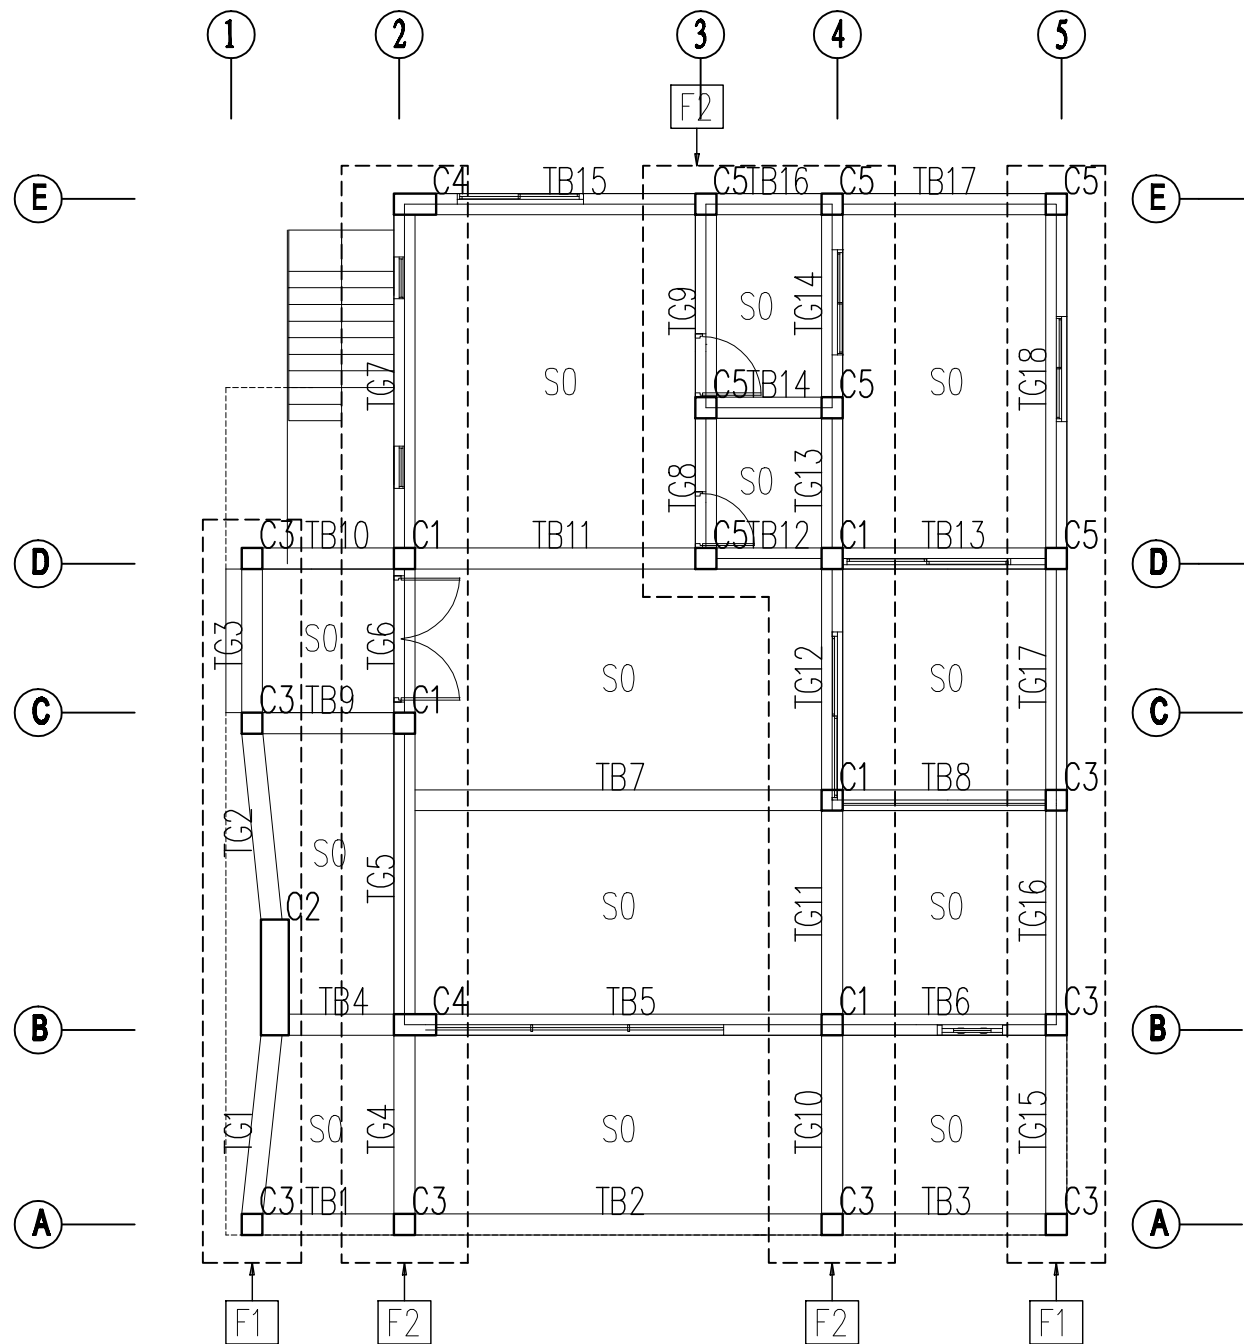 1 2 3 4 5
F2
E C4 TB15 C5 TB16 C5 TB17 C5 E
TG9 S0 TG14
TG7 S0 C5 TB14 C5 S0 TG18
TG8 S0 TG13
D C3 TB10 C1 TB11 C5 TB12 C1 TB13 C5 D
TG3 S0 TG6 S0 TG12 S0 TG17
C C3 TB9 C1 C
TB7 C1 TB8 C3
TG2 S0 TG5
C2 S0 TG11 S0 TG16
B TB4 C4 TB5 C1 TB6 C3 B
TG1 S0 TG4 S0 TG10 S0 TG15
A C3 TB1 C3 TB2 C3 TB3 C3 A
F1 F2 F2 F1